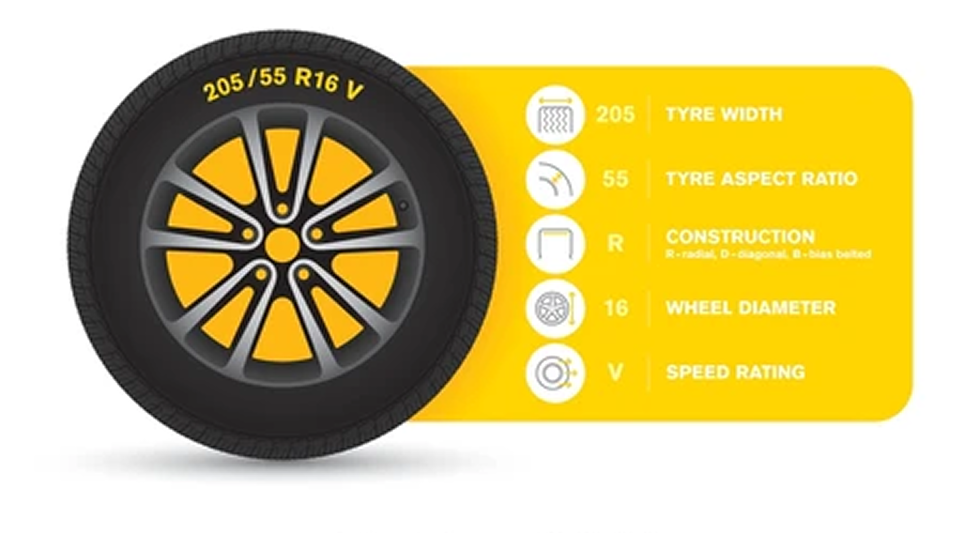 205/55 R16 V
205 TYRE WIDTH
55 TYRE ASPECT RATIO
R CONSTRUCTION
R-radial, D-diagonal, B-bias belted
16 WHEEL DIAMETER
V SPEED RATING